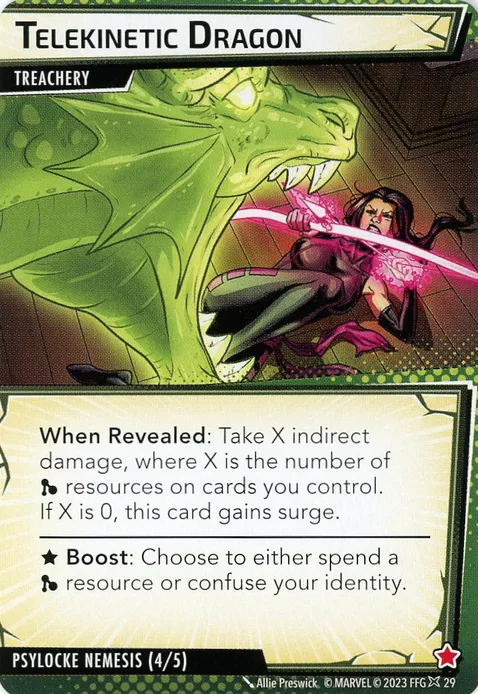 TELEKINETIC DRAGON
TREACHERY
When Revealed: Take X indirect
damage, where X is the number of
resources on cards you control.
If X is 0, this card gains surge.
★ Boost: Choose to either spend a
resource or confuse your identity.
PSYLOCKE NEMESIS (4/5)
Allie Preswick © MARVEL © 2023 FFG 29